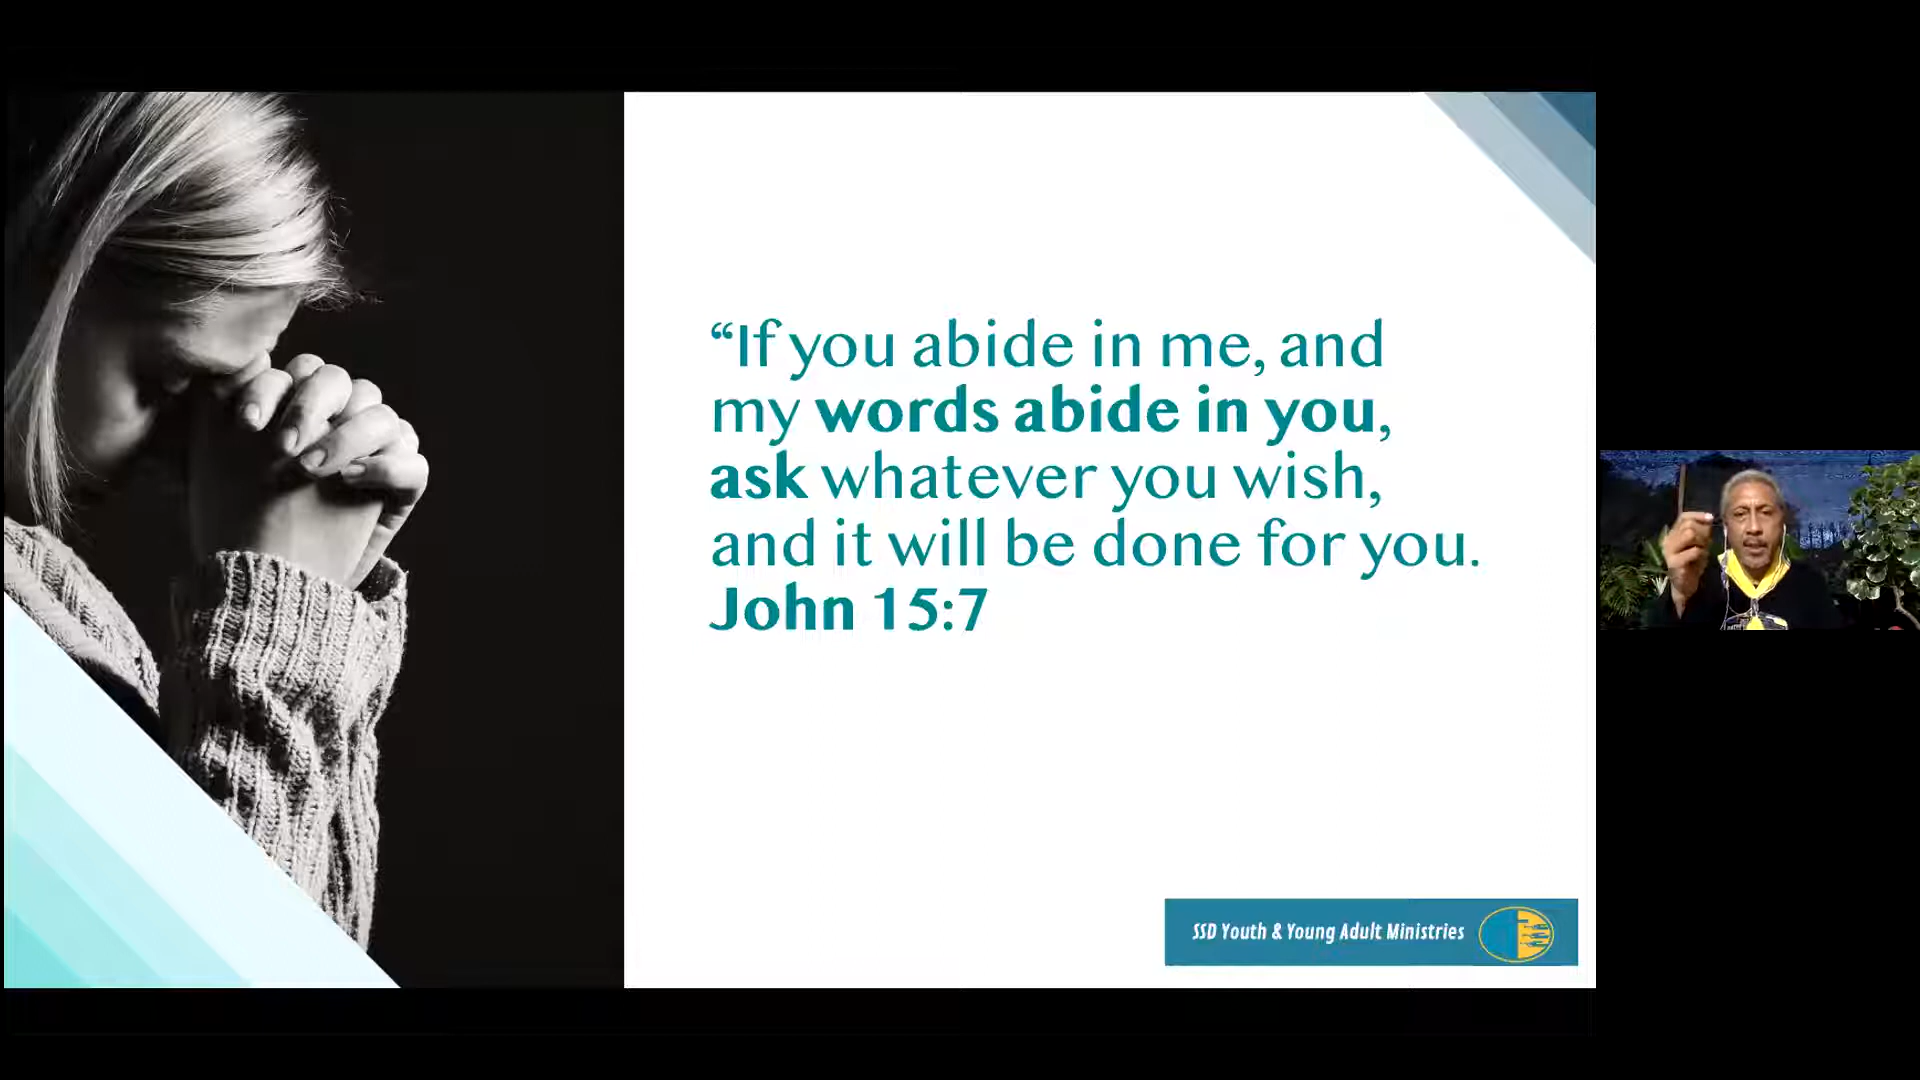 “If you abide in me, and
my words abide in you,
ask whatever you wish,
and it will be done for you.
John 15:7
SSD Youth & Young Adult Ministries